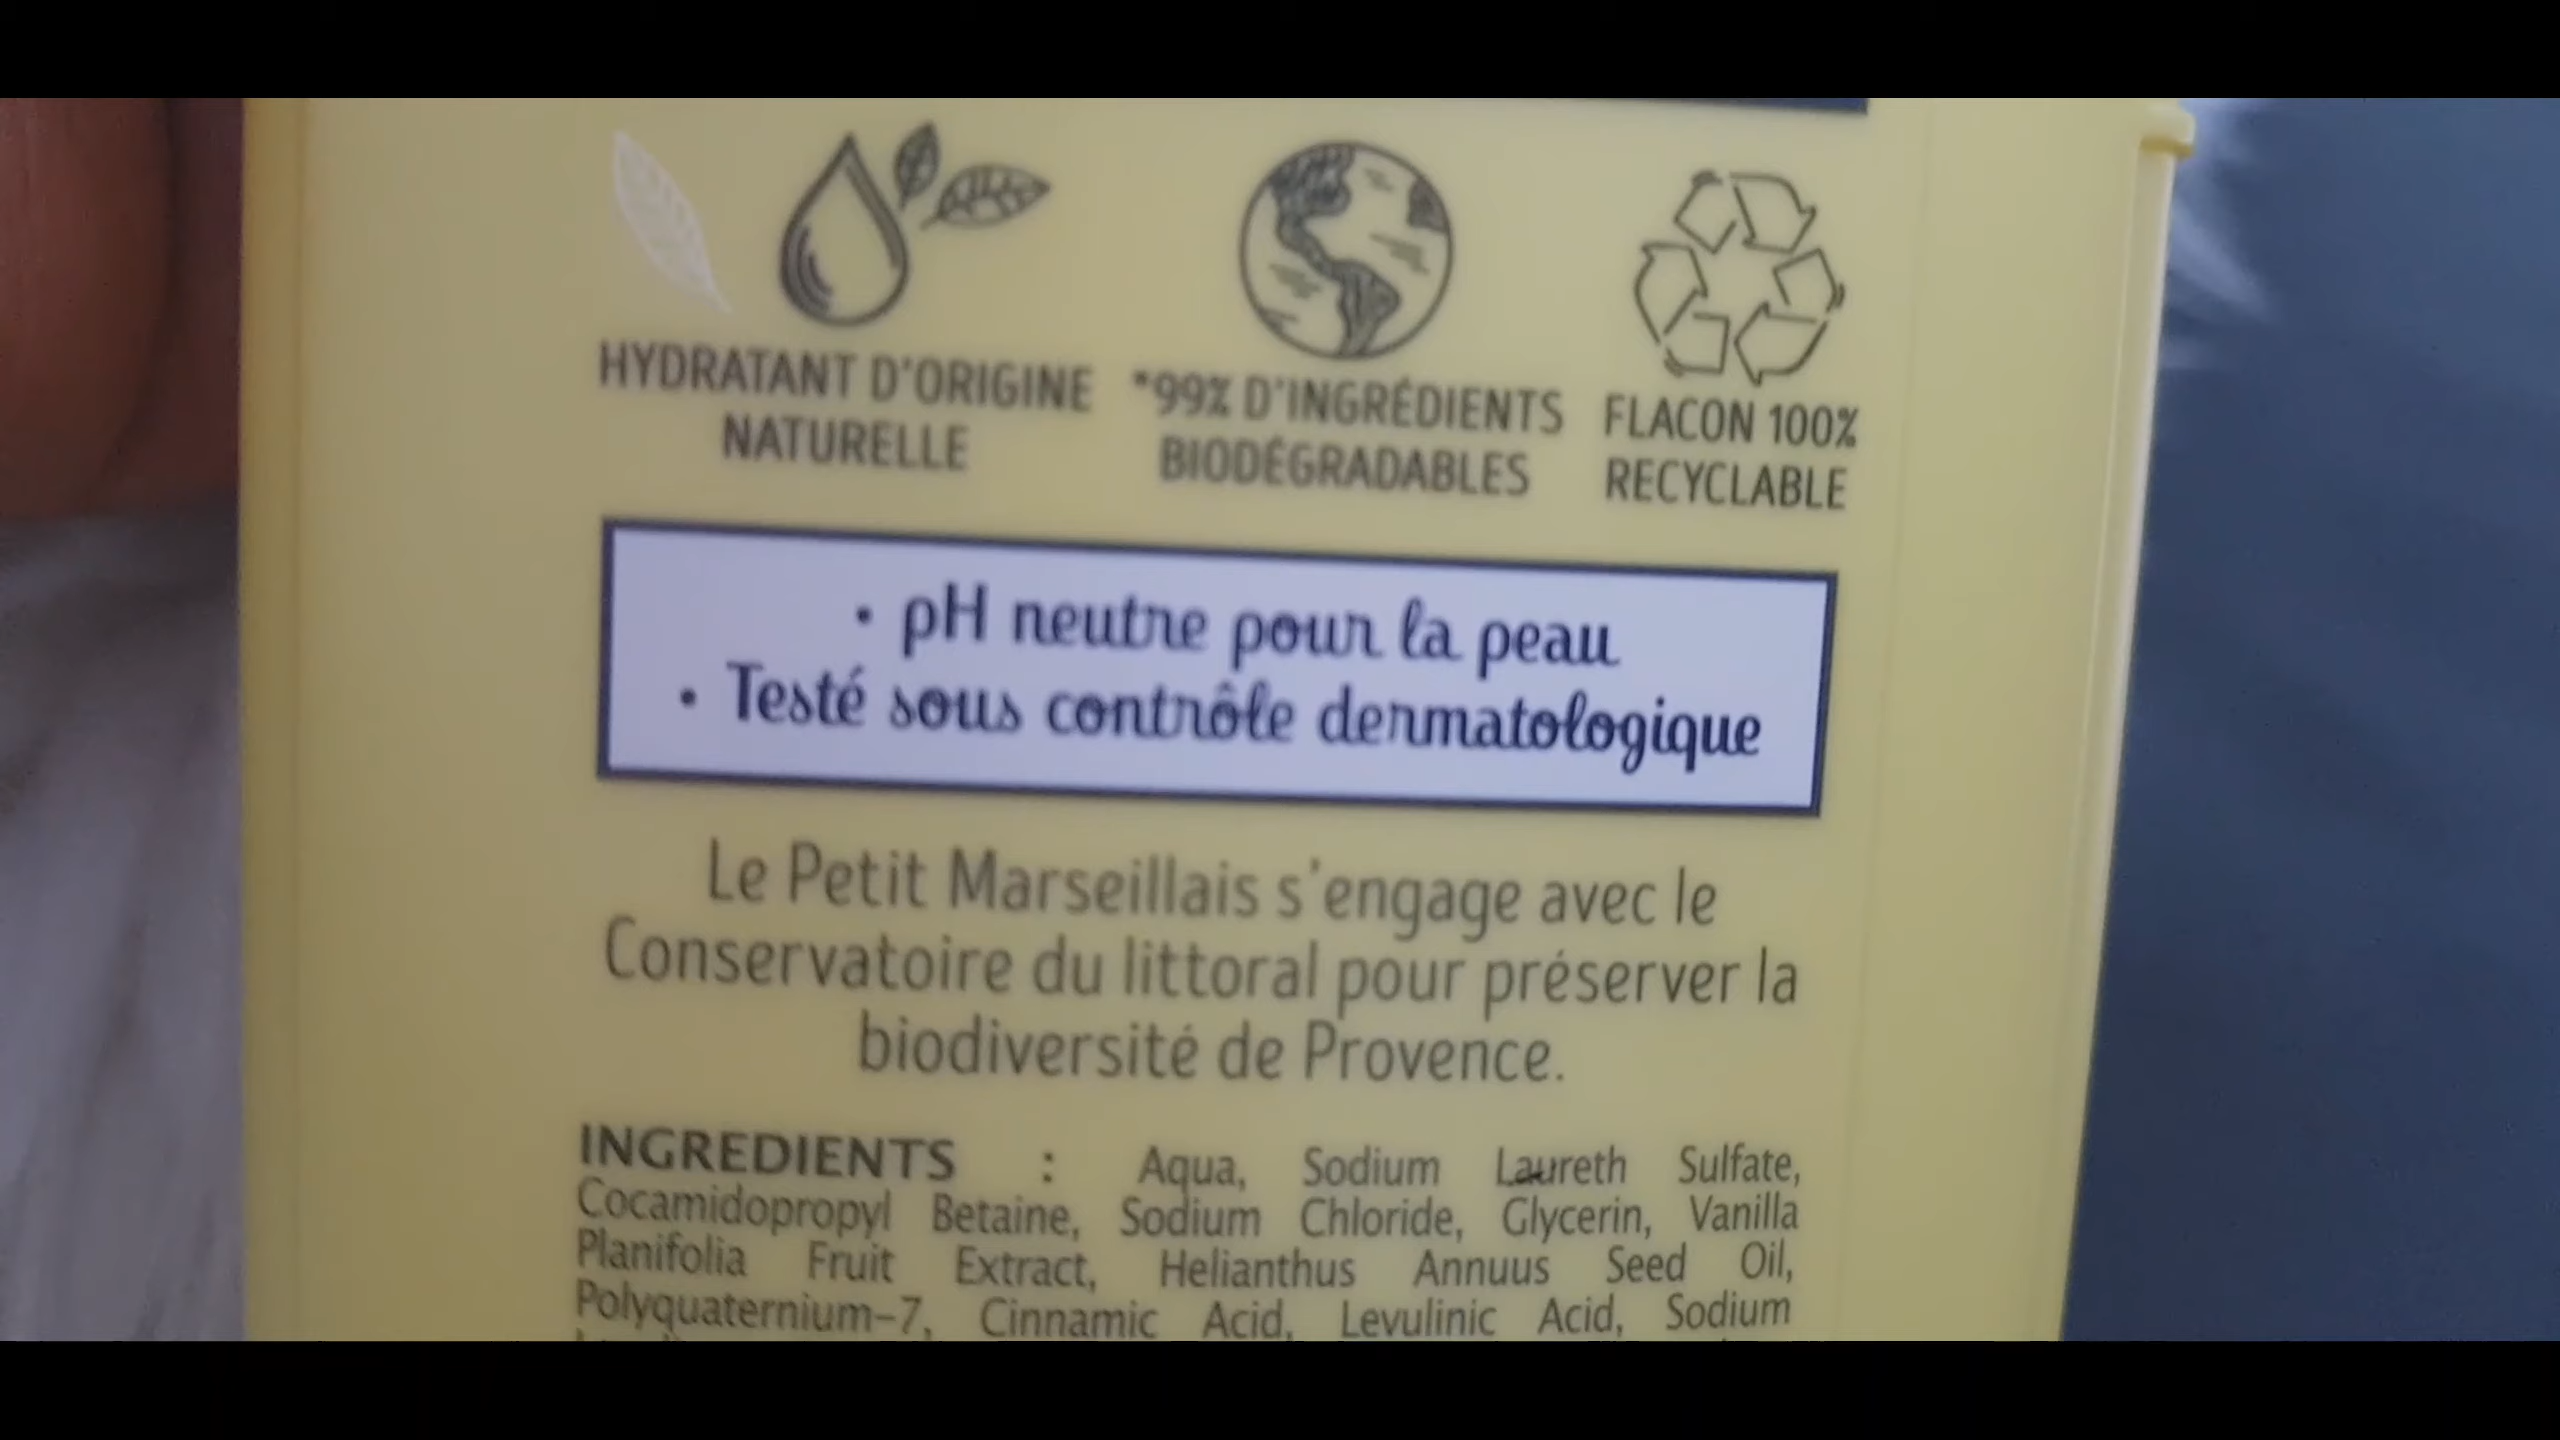 HYDRATANT D'ORIGINE
NATURELLE
*99% D'INGRÉDIENTS
BIODÉGRADABLES
FLACON 100%
RECYCLABLE
• pH neutre pour la peau
• Testé sous contrôle dermatologique
Le Petit Marseillais s'engage avec le
Conservatoire du littoral pour préserver la
biodiversité de Provence.
INGREDIENTS : Aqua, Sodium Laureth Sulfate,
Cocamidopropyl Betaine, Sodium Chloride, Glycerin, Vanilla
Planifolia Fruit Extract, Helianthus Annuus Seed Oil,
Polyquaternium-7, Cinnamic Acid, Levulinic Acid, Sodium